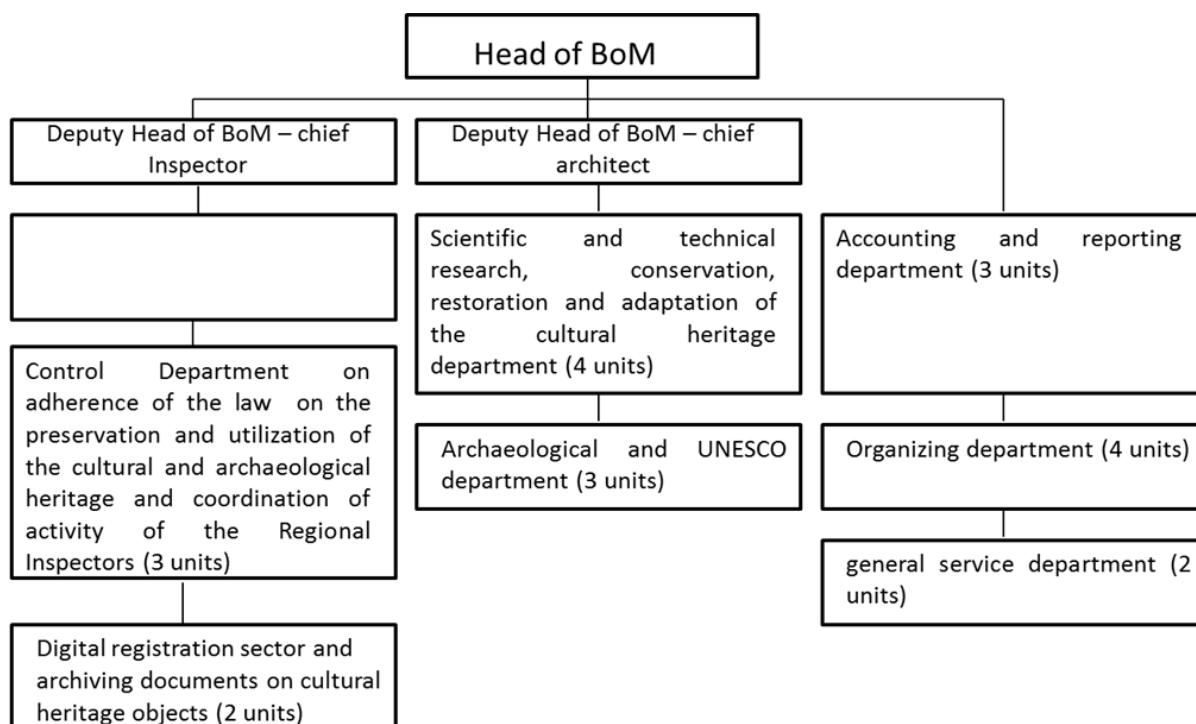 Head of BoM
Deputy Head of BoM – chief
Inspector
Deputy Head of BoM – chief
architect
Scientific and technical
research, conservation,
restoration and adaptation of
the cultural heritage
department (4 units)
Accounting and reporting
department (3 units)
Control Department on
adherence of the law on the
preservation and utilization of
the cultural and archaeological
heritage and coordination of
activity of the Regional
Inspectors (3 units)
Archaeological and UNESCO
department (3 units)
Organizing department (4 units)
general service department (2
units)
Digital registration sector and
archiving documents on cultural
heritage objects (2 units)